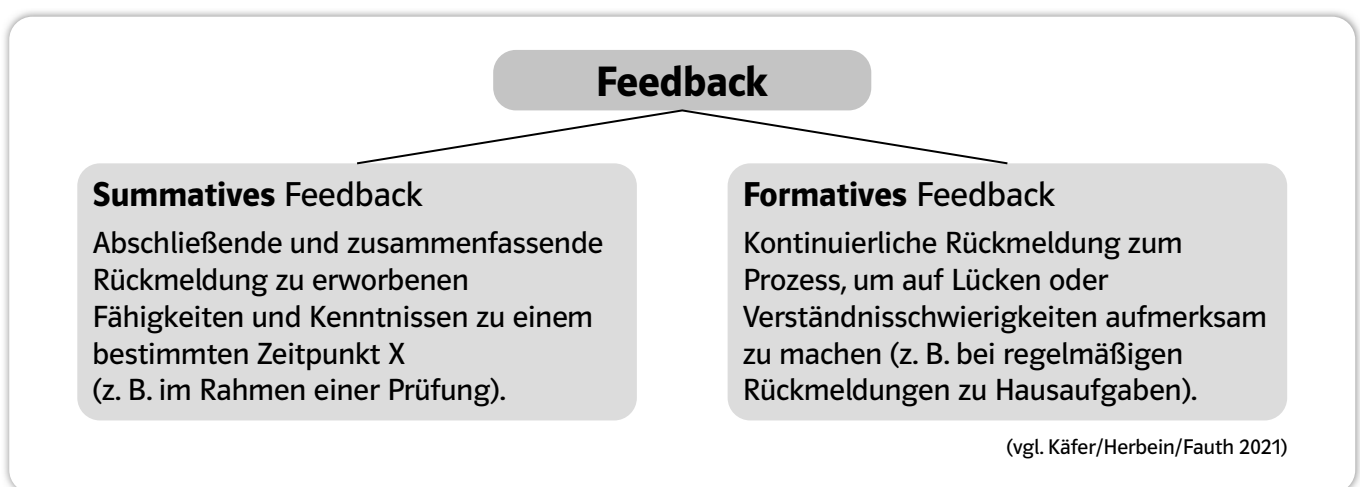 Feedback
Summatives Feedback
Abschließende und zusammenfassende
Rückmeldung zu erworbenen
Fähigkeiten und Kenntnissen zu einem
bestimmten Zeitpunkt X
(z. B. im Rahmen einer Prüfung).
Formatives Feedback
Kontinuierliche Rückmeldung zum
Prozess, um auf Lücken oder
Verständnisschwierigkeiten aufmerksam
zu machen (z. B. bei regelmäßigen
Rückmeldungen zu Hausaufgaben).
(vgl. Käfer/Herbein/Fauth 2021)